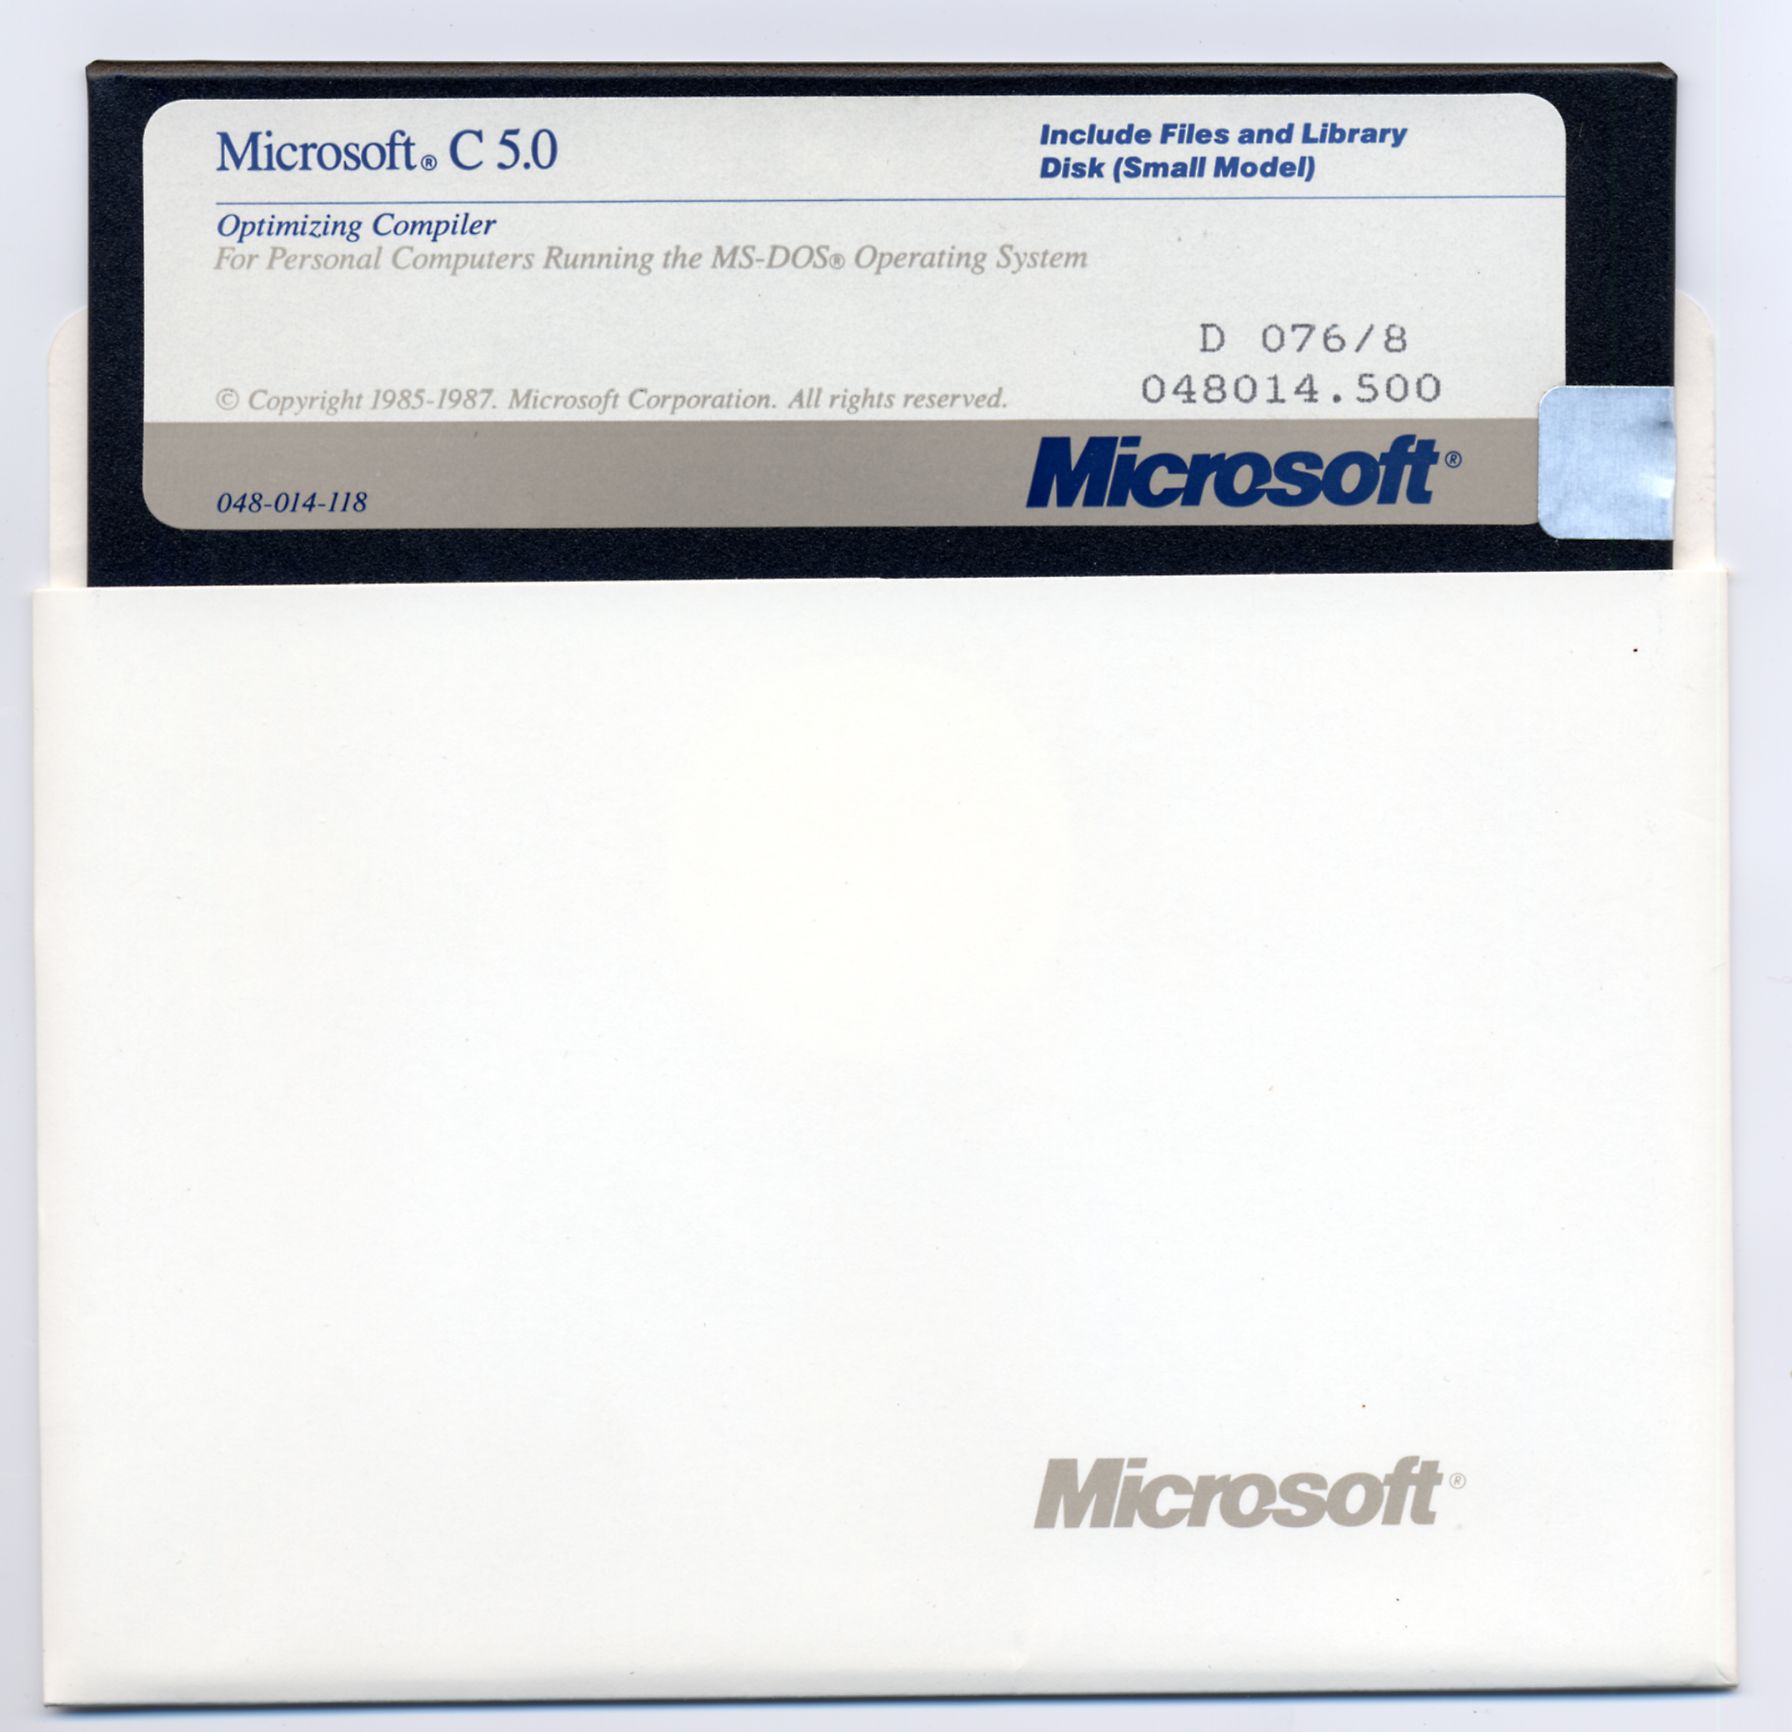 Microsoft® C 5.0
Include Files and Library
Disk (Small Model)
Optimizing Compiler
For Personal Computers Running the MS-DOS® Operating System
D 076/8
048014.500
© Copyright 1985-1987. Microsoft Corporation. All rights reserved.
Microsoft®
048-014-118
Microsoft®